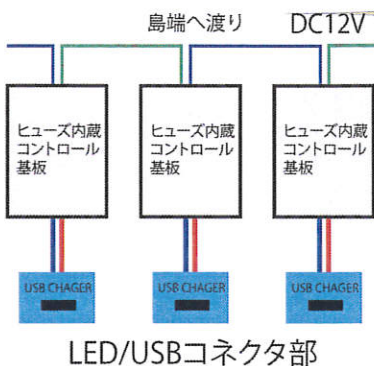 島端へ渡り DC12V
ヒューズ内蔵
コントロール
基板
ヒューズ内蔵
コントロール
基板
ヒューズ内蔵
コントロール
基板
USB CHAGER
USB CHAGER
USB CHAGER
LED/USBコネクタ部